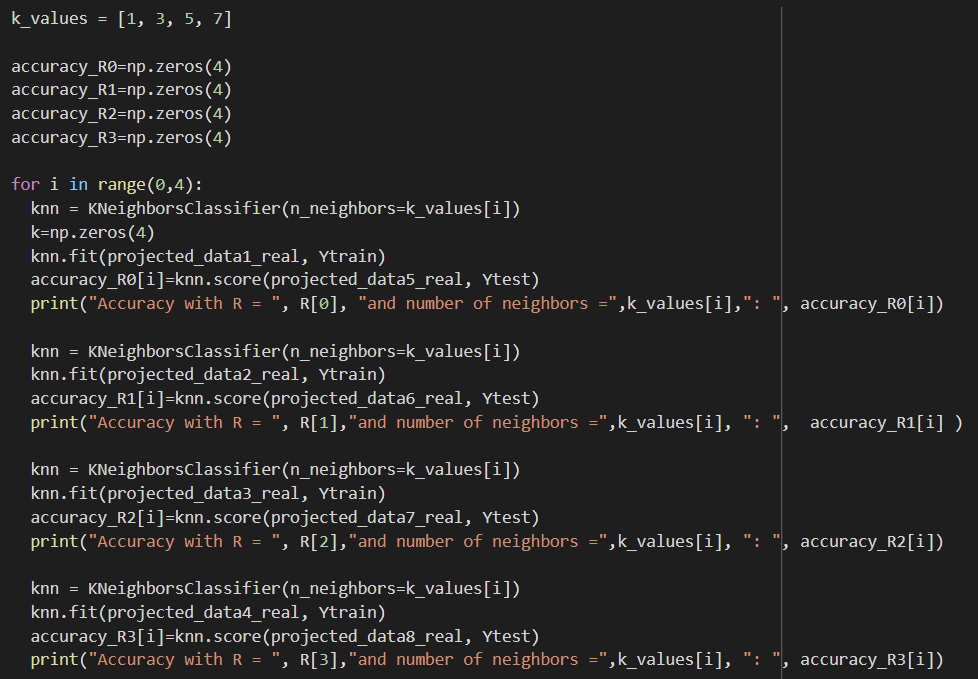 k_values = [1, 3, 5, 7]
accuracy_R0=np.zeros(4)
accuracy_R1=np.zeros(4)
accuracy_R2=np.zeros(4)
accuracy_R3=np.zeros(4)
for i in range(0,4):
  knn = KNeighborsClassifier(n_neighbors=k_values[i])
  k=np.zeros(4)
  knn.fit(projected_data1_real, Ytrain)
  accuracy_R0[i]=knn.score(projected_data5_real, Ytest)
  print("Accuracy with R = ", R[0], "and number of neighbors =",k_values[i],": ", accuracy_R0[i])
  knn = KNeighborsClassifier(n_neighbors=k_values[i])
  knn.fit(projected_data2_real, Ytrain)
  accuracy_R1[i]=knn.score(projected_data6_real, Ytest)
  print("Accuracy with R = ", R[1],"and number of neighbors =",k_values[i], ": ",  accuracy_R1[i] )
  knn = KNeighborsClassifier(n_neighbors=k_values[i])
  knn.fit(projected_data3_real, Ytrain)
  accuracy_R2[i]=knn.score(projected_data7_real, Ytest)
  print("Accuracy with R = ", R[2],"and number of neighbors =",k_values[i], ": ", accuracy_R2[i])
  knn = KNeighborsClassifier(n_neighbors=k_values[i])
  knn.fit(projected_data4_real, Ytrain)
  accuracy_R3[i]=knn.score(projected_data8_real, Ytest)
  print("Accuracy with R = ", R[3],"and number of neighbors =",k_values[i], ": ", accuracy_R3[i])